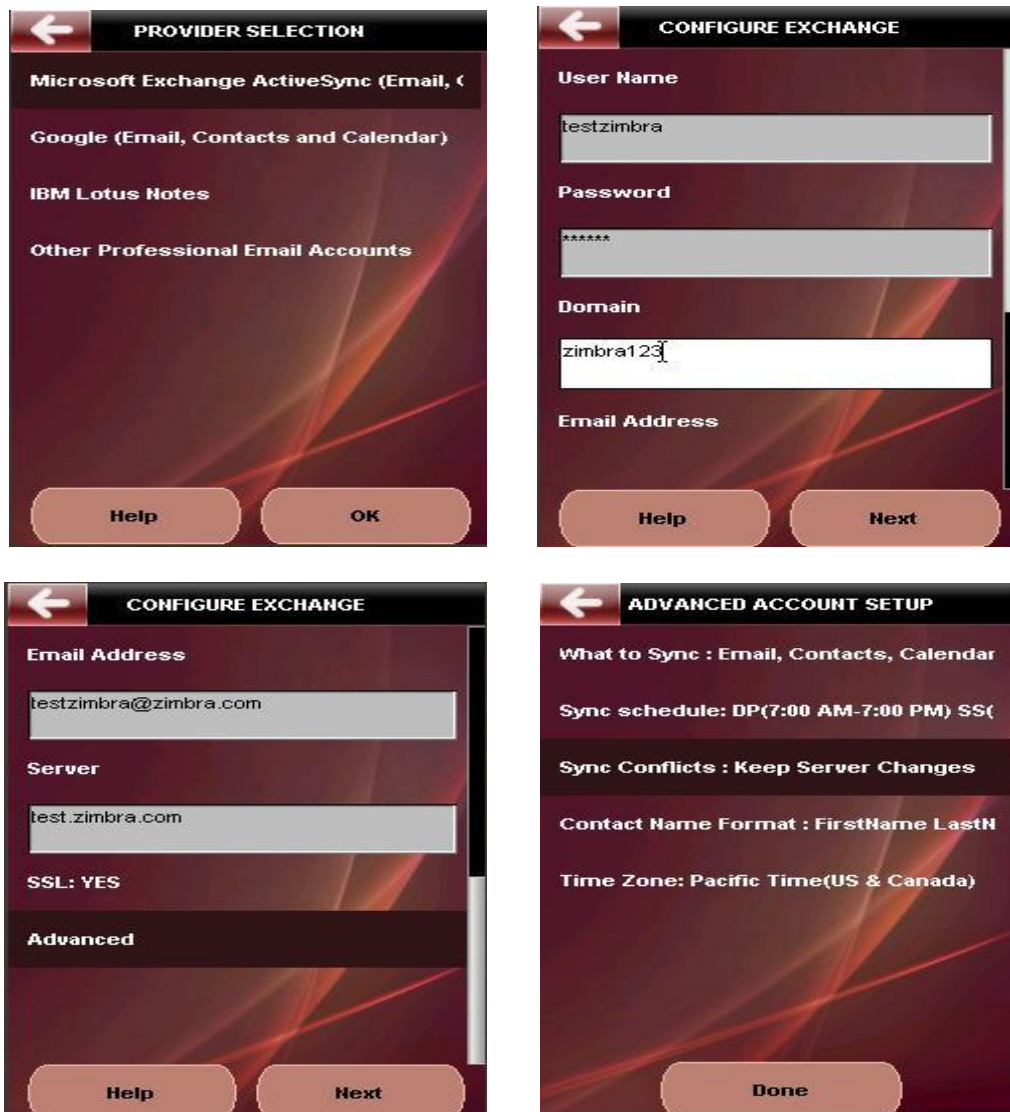 PROVIDER SELECTION
Microsoft Exchange ActiveSync (Email, C
Google (Email, Contacts and Calendar)
IBM Lotus Notes
Other Professional Email Accounts
Help
OK
CONFIGURE EXCHANGE
User Name
testzimbra
Password
******
Domain
zimbra123
Email Address
Help
Next
CONFIGURE EXCHANGE
Email Address
testzimbra@zimbra.com
Server
test.zimbra.com
SSL: YES
Advanced
Help
Next
ADVANCED ACCOUNT SETUP
What to Sync : Email, Contacts, Calendar
Sync schedule: DP(7:00 AM-7:00 PM) SS(
Sync Conflicts : Keep Server Changes
Contact Name Format : FirstName LastN
Time Zone: Pacific Time(US & Canada)
Done